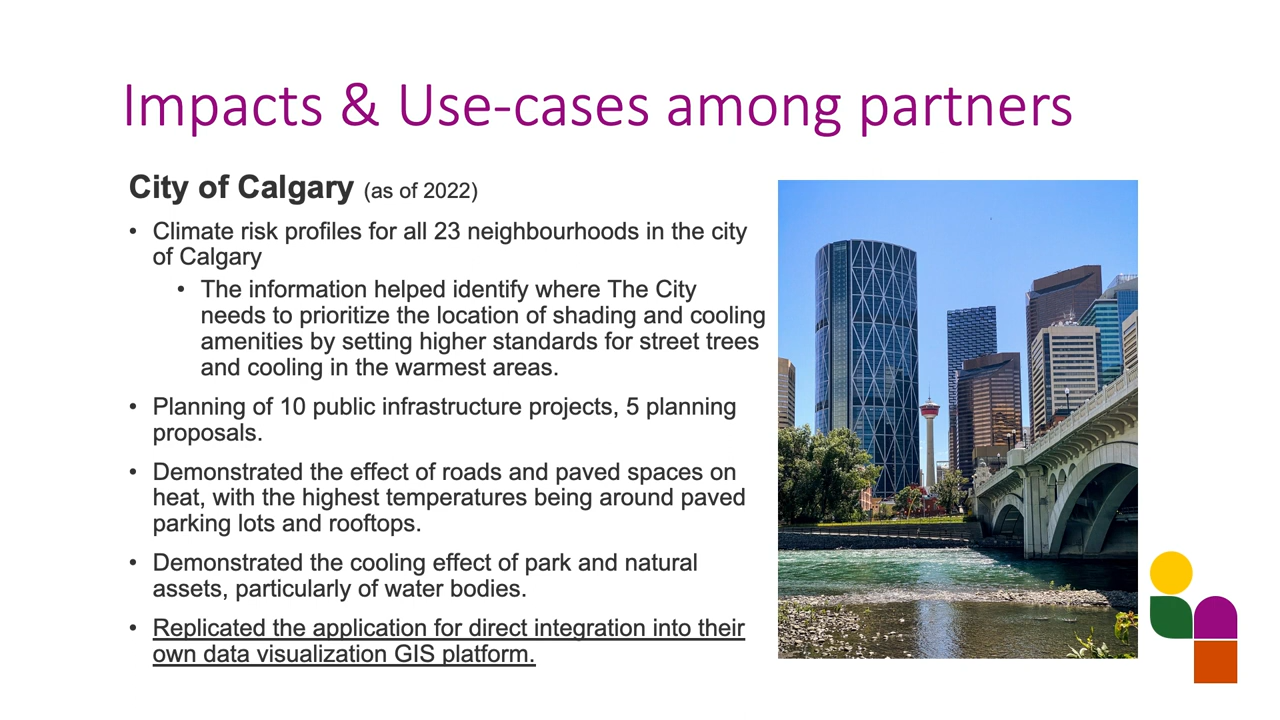 Impacts & Use-cases among partners
City of Calgary (as of 2022)
• Climate risk profiles for all 23 neighbourhoods in the city
of Calgary
• The information helped identify where The City
needs to prioritize the location of shading and cooling
amenities by setting higher standards for street trees
and cooling in the warmest areas.
• Planning of 10 public infrastructure projects, 5 planning
proposals.
• Demonstrated the effect of roads and paved spaces on
heat, with the highest temperatures being around paved
parking lots and rooftops.
• Demonstrated the cooling effect of park and natural
assets, particularly of water bodies.
• Replicated the application for direct integration into their
own data visualization GIS platform.